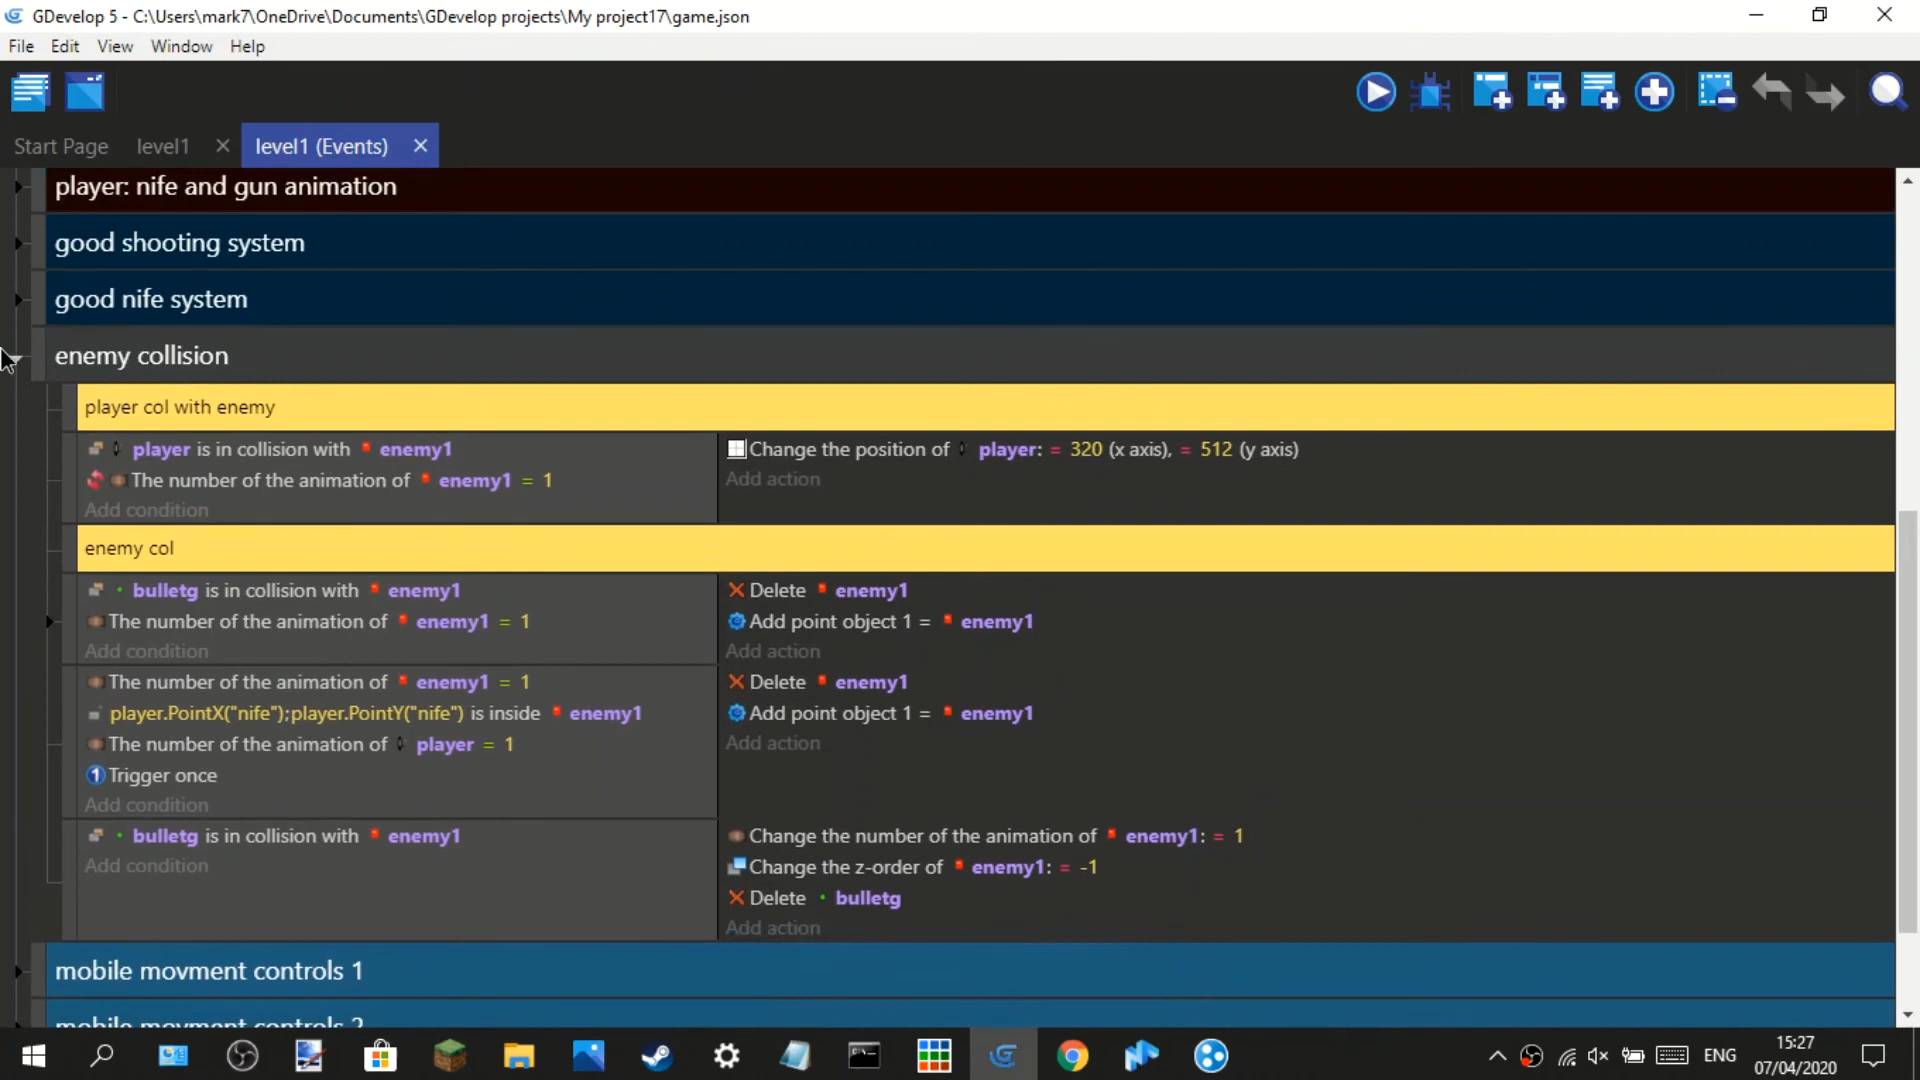 GDevelop 5 - C:\Users\mark7\OneDrive\Documents\GDevelop projects\My project17\game.json
File Edit View Window Help
Start Page level1 level1 (Events)
player: nife and gun animation
good shooting system
good nife system
enemy collision
player col with enemy
player is in collision with enemy1
The number of the animation of enemy1 = 1
Add condition
Change the position of player: = 320 (x axis), = 512 (y axis)
Add action
enemy col
bulletg is in collision with enemy1
The number of the animation of enemy1 = 1
Add condition
Delete enemy1
Add point object 1 = enemy1
Add action
The number of the animation of enemy1 = 1
player.PointX("nife");player.PointY("nife") is inside enemy1
The number of the animation of player = 1
Trigger once
Add condition
Delete enemy1
Add point object 1 = enemy1
Add action
bulletg is in collision with enemy1
Add condition
Change the number of the animation of enemy1: = 1
Change the z-order of enemy1: = -1
Delete bulletg
Add action
mobile movment controls 1
mobile movment controls 2
ENG
15:27
07/04/2020